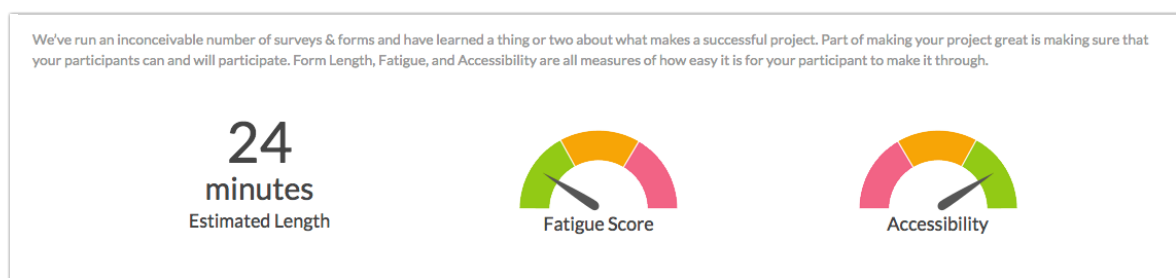 We've run an inconceivable number of surveys & forms and have learned a thing or two about what makes a successful project. Part of making your project great is making sure that
your participants can and will participate. Form Length, Fatigue, and Accessibility are all measures of how easy it is for your participant to make it through.
24
minutes
Estimated Length
Fatigue Score
Accessibility